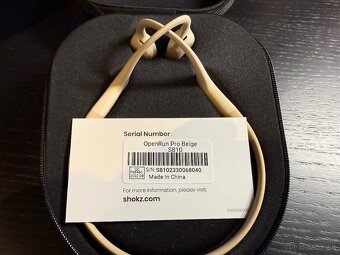 Serial Number:
OpenRun Pro Beige
S810
S/N S8102330068040
Made In China
For more information, please visit:
shokz.com